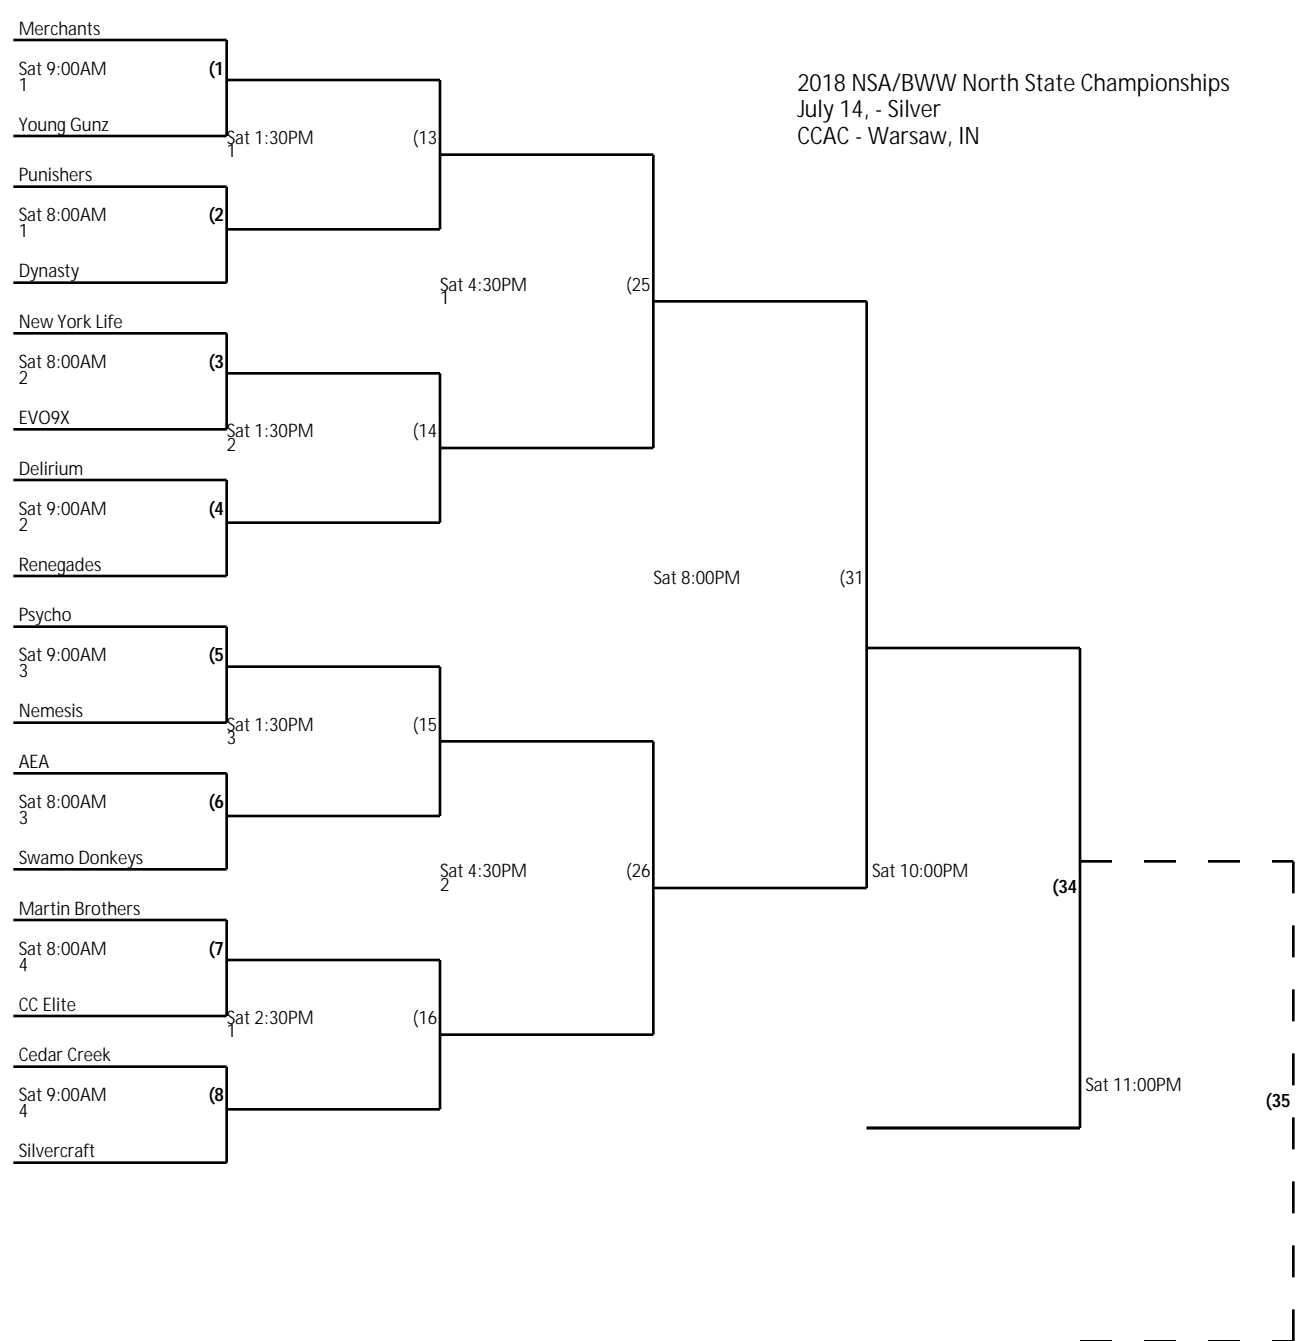 Merchants
Sat 9:00AM (1
1
Young Gunz
2018 NSA/BWW North State Championships
July 14, - Silver
CCAC - Warsaw, IN
Sat 1:30PM (13
1
Punishers
Sat 8:00AM (2
1
Dynasty
Sat 4:30PM (25
1
New York Life
Sat 8:00AM (3
2
EVO9X
Sat 1:30PM (14
2
Delirium
Sat 9:00AM (4
2
Renegades
Sat 8:00PM (31
Psycho
Sat 9:00AM (5
3
Nemesis
Sat 1:30PM (15
3
AEA
Sat 8:00AM (6
3
Swamo Donkeys
Sat 4:30PM (26
2
Sat 10:00PM (34
Martin Brothers
Sat 8:00AM (7
4
CC Elite
Sat 2:30PM (16
1
Cedar Creek
Sat 9:00AM (8
4
Silvercraft
Sat 11:00PM (35